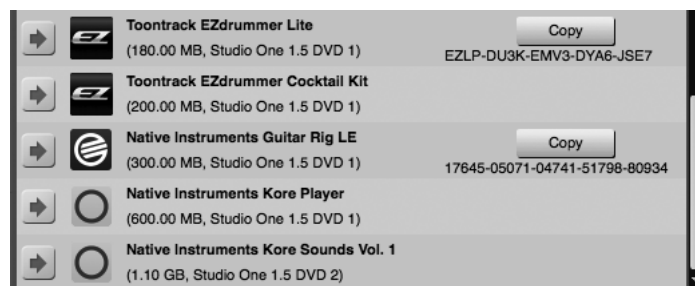 Toontrack EZdrummer Lite
(180.00 MB, Studio One 1.5 DVD 1)
Copy
EZLP-DU3K-EMV3-DYA6-JSE7
Toontrack EZdrummer Cocktail Kit
(200.00 MB, Studio One 1.5 DVD 1)
Native Instruments Guitar Rig LE
(300.00 MB, Studio One 1.5 DVD 1)
Copy
17645-05071-04741-51798-80934
Native Instruments Kore Player
(600.00 MB, Studio One 1.5 DVD 1)
Native Instruments Kore Sounds Vol. 1
(1.10 GB, Studio One 1.5 DVD 2)
EZ
EZ